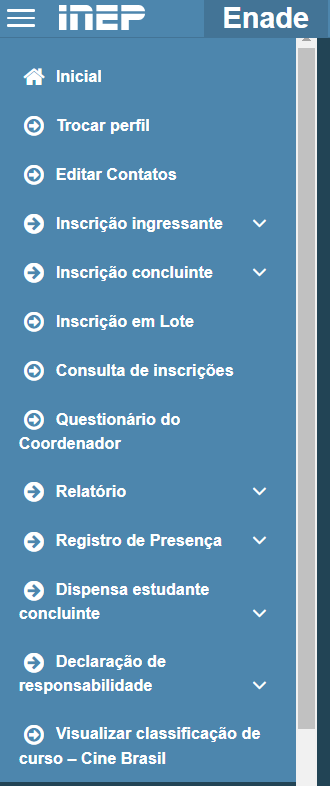 INEP Enade
Inicial
Trocar perfil
Editar Contatos
Inscrição ingressante
Inscrição concluinte
Inscrição em Lote
Consulta de inscrições
Questionário do
Coordenador
Relatório
Registro de Presença
Dispensa estudante
concluinte
Declaração de
responsabilidade
Visualizar classificação de
curso – Cine Brasil